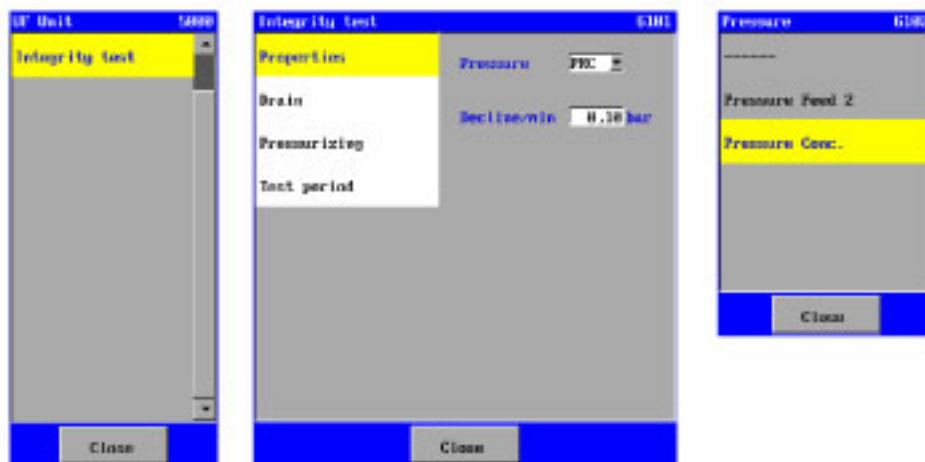 UF Unit 5000
Integrity test
Close
Integrity test 6101
Properties
Pressure PRC
Drain
Decline/min 0.10 bar
Pressurizing
Test period
Close
Pressure
------
Pressure Feed 2
Pressure Conc.
Close